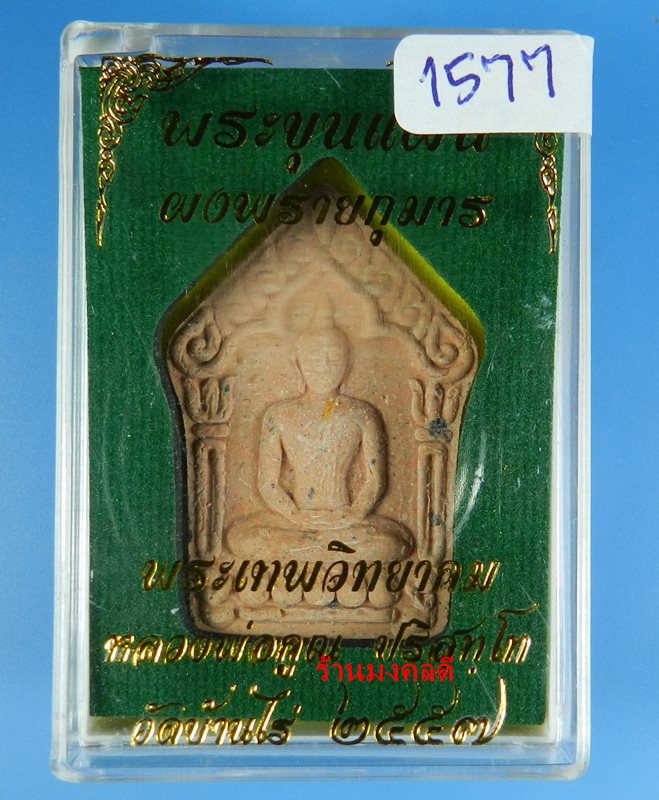 1577
พระขุนแผน
ผงพรายกุมาร
พระเทพวิทยาคม
หลวงพ่อคูณ ปริสุทฺโท
ร้านมงคลดี
วัดบ้านไร่ ๒๕๕๗